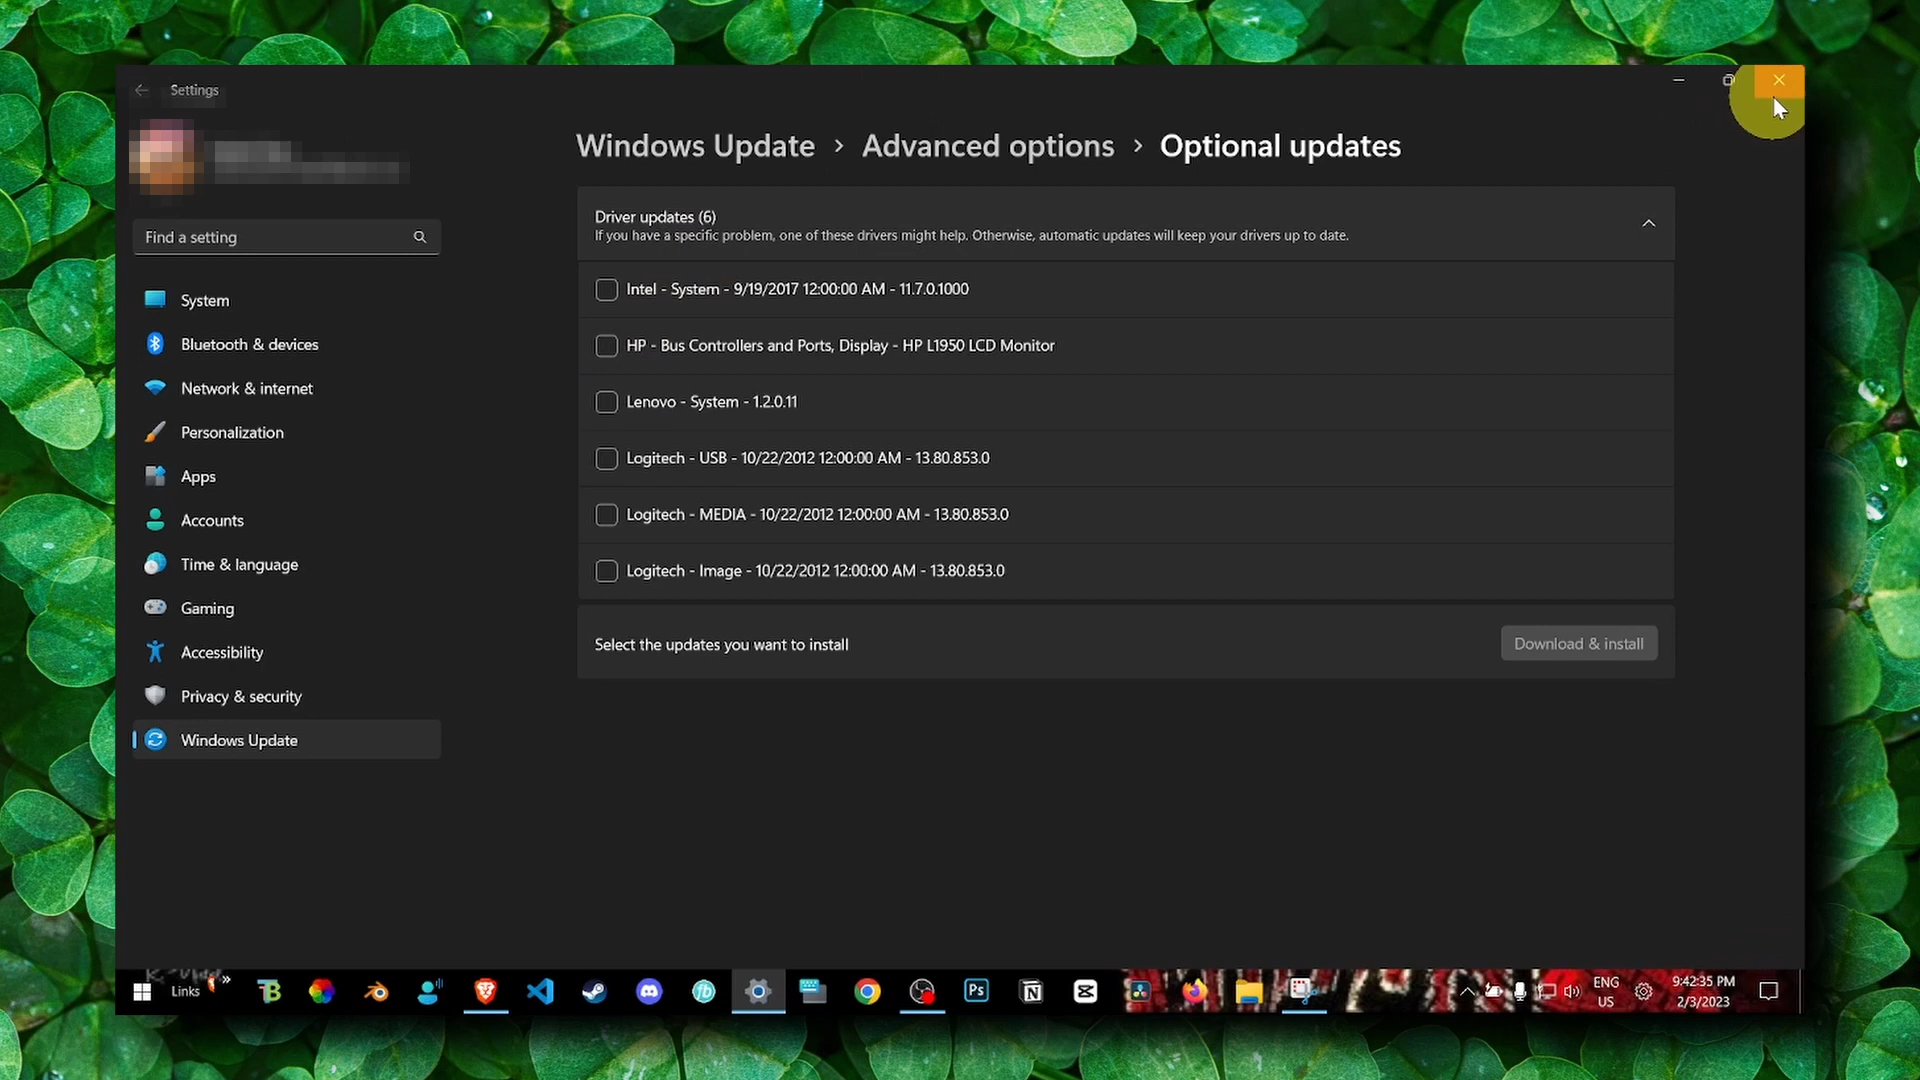 Settings
Windows Update > Advanced options > Optional updates
Driver updates (6)
If you have a specific problem, one of these drivers might help. Otherwise, automatic updates will keep your drivers up to date.
Find a setting
Intel - System - 9/19/2017 12:00:00 AM - 11.7.0.1000
HP - Bus Controllers and Ports, Display - HP L1950 LCD Monitor
Lenovo - System - 1.2.0.11
Logitech - USB - 10/22/2012 12:00:00 AM - 13.80.853.0
Logitech - MEDIA - 10/22/2012 12:00:00 AM - 13.80.853.0
Logitech - Image - 10/22/2012 12:00:00 AM - 13.80.853.0
Select the updates you want to install
Download & install
System
Bluetooth & devices
Network & internet
Personalization
Apps
Accounts
Time & language
Gaming
Accessibility
Privacy & security
Windows Update
Links
Ps
ENG
US
9:42:35 PM
2/3/2023